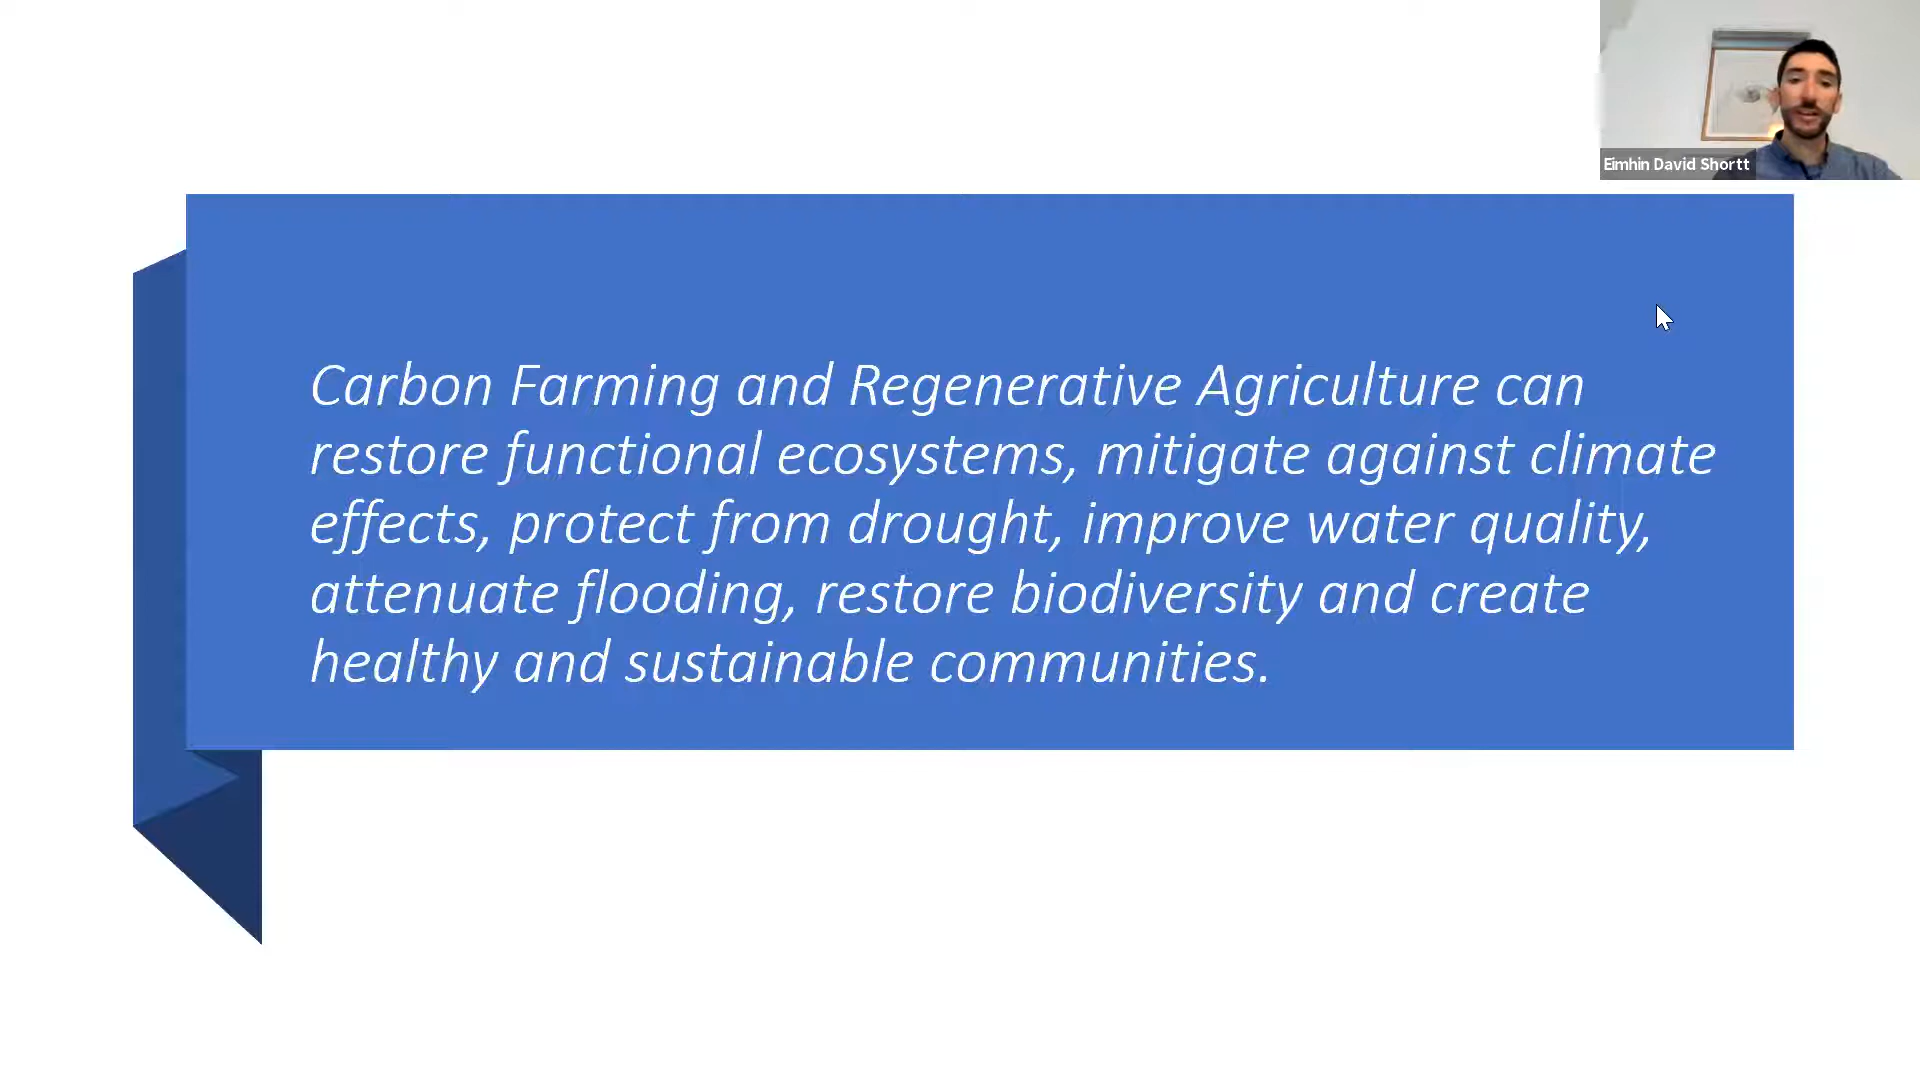 Eimhin David Shortt
Carbon Farming and Regenerative Agriculture can
restore functional ecosystems, mitigate against climate
effects, protect from drought, improve water quality,
attenuate flooding, restore biodiversity and create
healthy and sustainable communities.